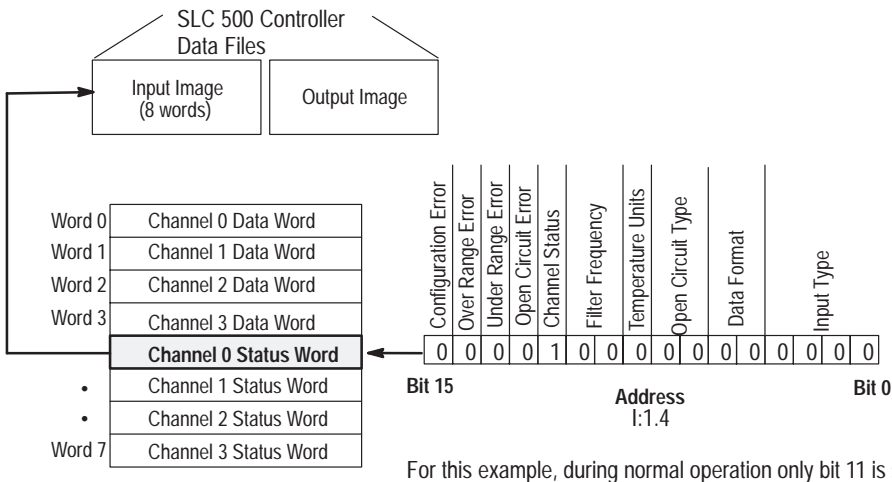 SLC 500 Controller
Data Files
Input Image
(8 words)
Output Image
Word 0
Channel 0 Data Word
Word 1
Channel 1 Data Word
Word 2
Channel 2 Data Word
Word 3
Channel 3 Data Word
Channel 0 Status Word
•
Channel 1 Status Word
•
Channel 2 Status Word
Word 7
Channel 3 Status Word
Configuration Error
Over Range Error
Under Range Error
Open Circuit Error
Channel Status
Filter Frequency
Temperature Units
Open Circuit Type
Data Format
Input Type
0 0 0 0 1 0 0 0 0 0 0 0 0 0 0 0
Bit 15
Bit 0
Address
I:1.4
For this example, during normal operation only bit 11 is